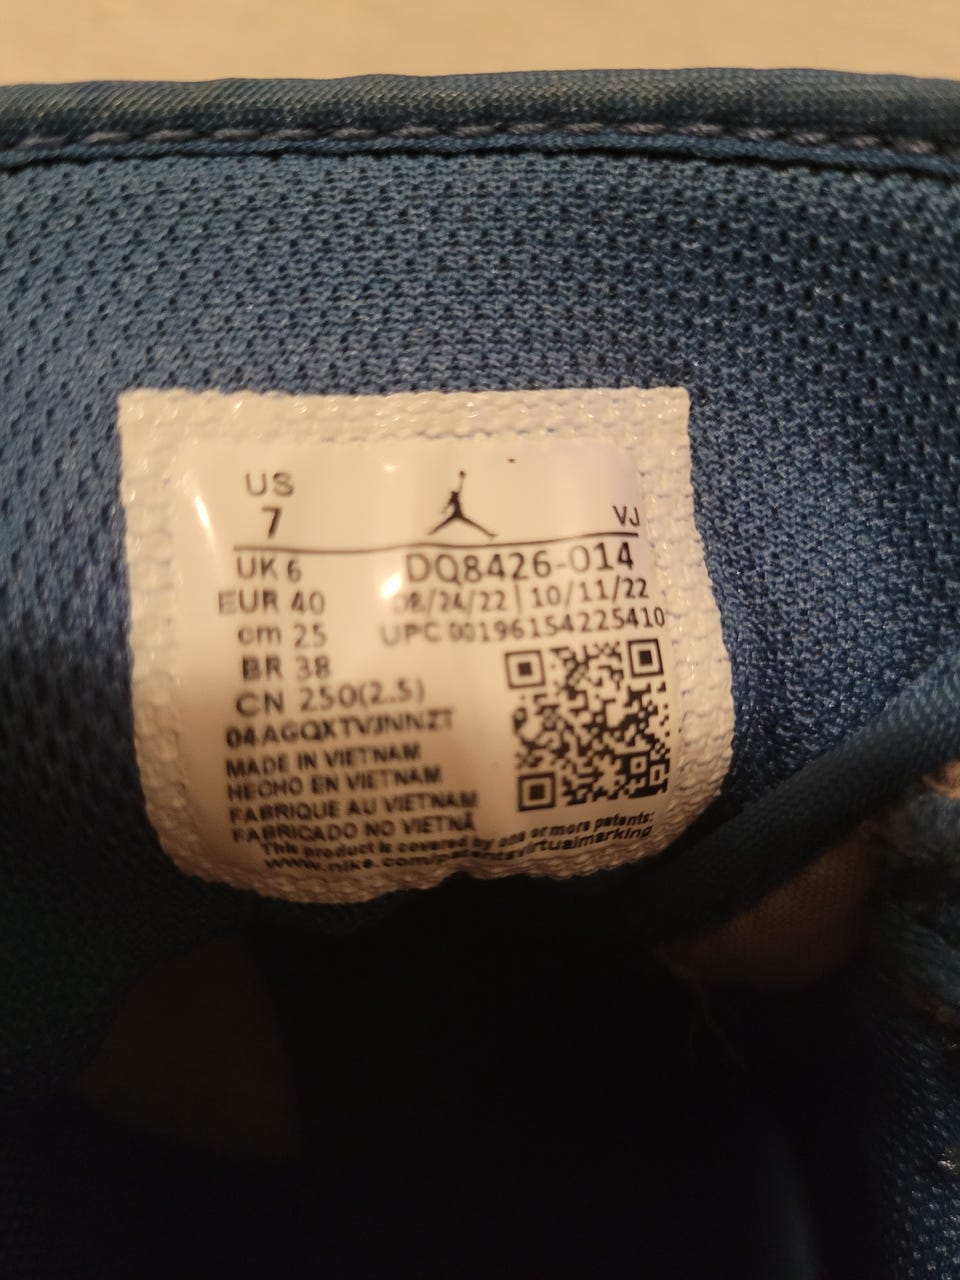 US
7
VJ
UK 6
DQ8426-014
EUR 40
08/24/22 | 10/11/22
cm 25
UPC 00196154225410
BR 38
CN 250(2.5)
04AGQXTVJNNZT
MADE IN VIETNAM
HECHO EN VIETNAM
FABRIQUE AU VIETNAM
FABRICADO NO VIETNÃ
This product is covered by one or more patents:
www.nike.com/patentsvirtualmarking